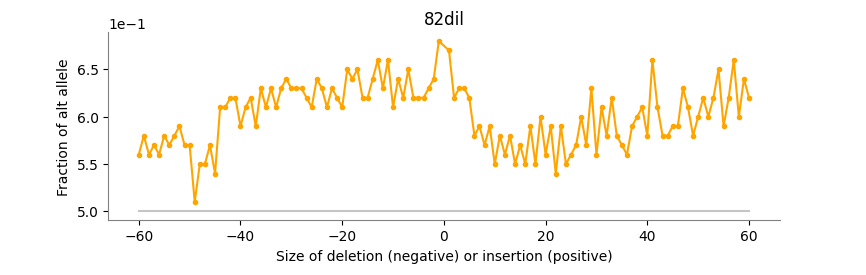 82dil
1e−1
6.5
6.0
5.5
5.0
Fraction of alt allele
−60 −40 −20 0 20 40 60
Size of deletion (negative) or insertion (positive)